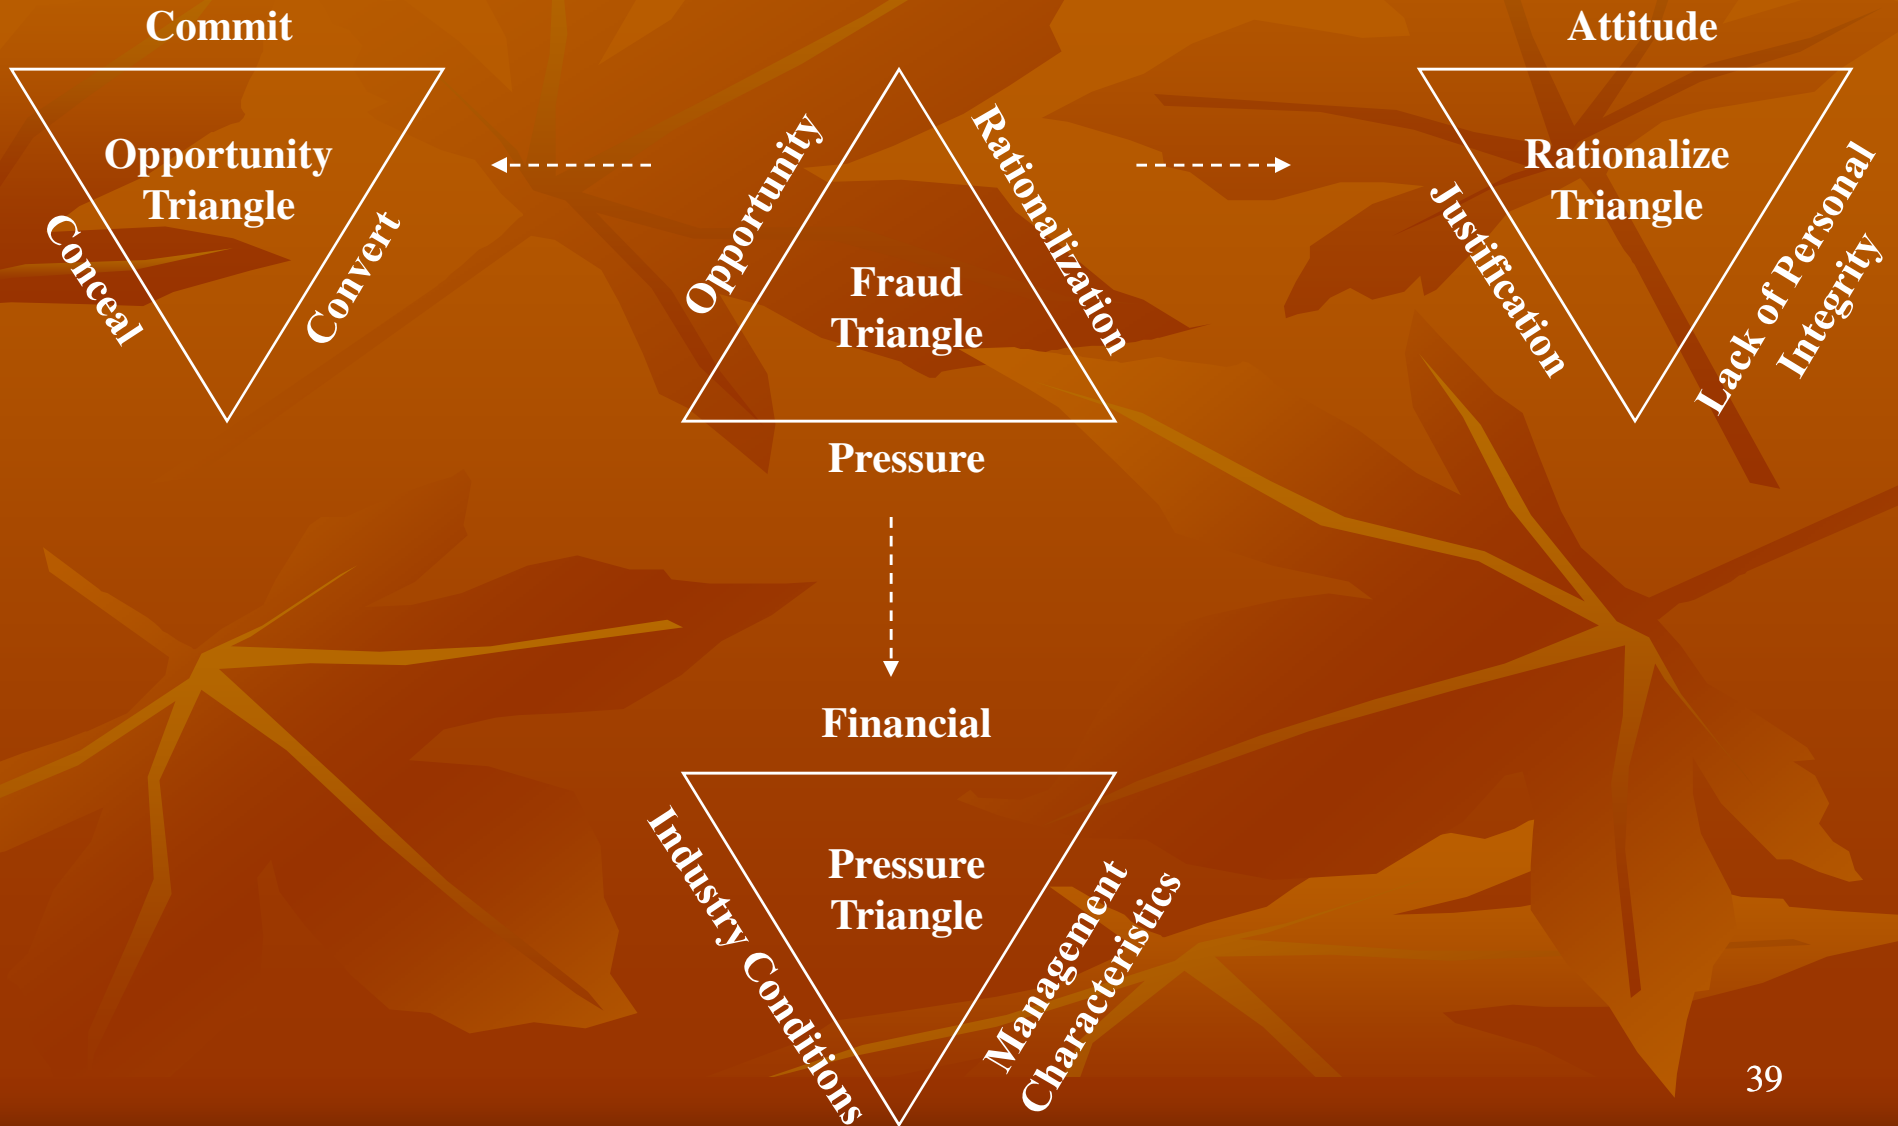 Commit
Attitude
Opportunity
Triangle
Conceal
Convert
Opportunity
Rationalization
Fraud
Triangle
Pressure
Rationalize
Triangle
Justification
Lack of Personal
Integrity
Financial
Pressure
Triangle
Industry Conditions
Management
Characteristics
39